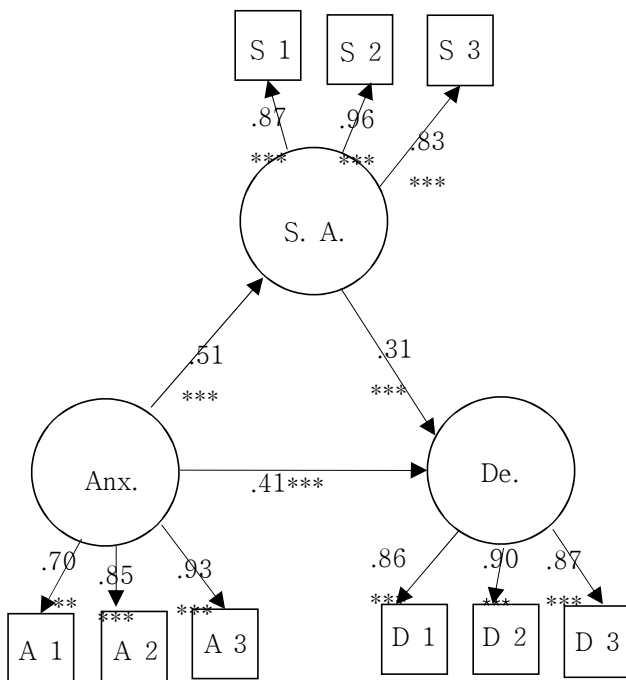 S 1
S 2
S 3
.87
***
.96
***
.83
***
S. A.
.51
***
.31
***
Anx.
De.
.41***
.70
**
.85
***
.93
***
.86
***
.90
***
.87
***
A 1
A 2
A 3
D 1
D 2
D 3